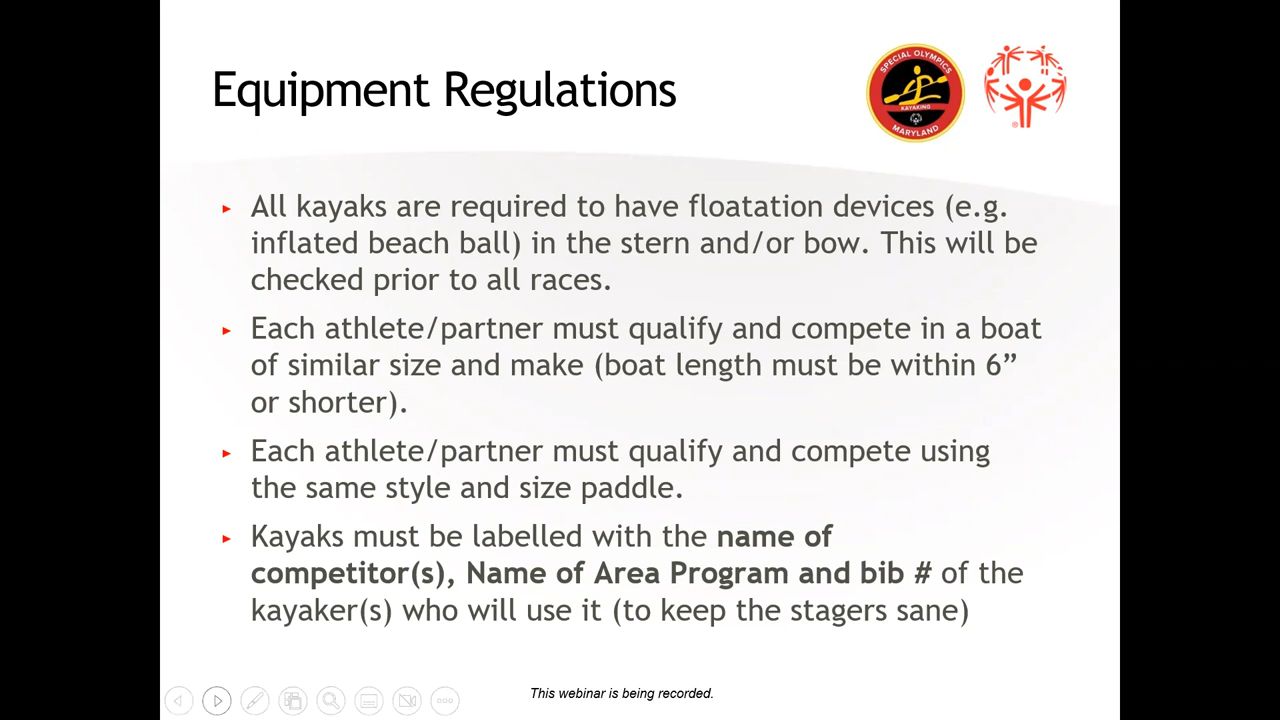 Equipment Regulations
SPECIAL OLYMPICS
KAYAKING
MARYLAND
®
▸ All kayaks are required to have floatation devices (e.g.
inflated beach ball) in the stern and/or bow. This will be
checked prior to all races.
▸ Each athlete/partner must qualify and compete in a boat
of similar size and make (boat length must be within 6”
or shorter).
▸ Each athlete/partner must qualify and compete using
the same style and size paddle.
▸ Kayaks must be labelled with the name of
competitor(s), Name of Area Program and bib # of the
kayaker(s) who will use it (to keep the stagers sane)
This webinar is being recorded.